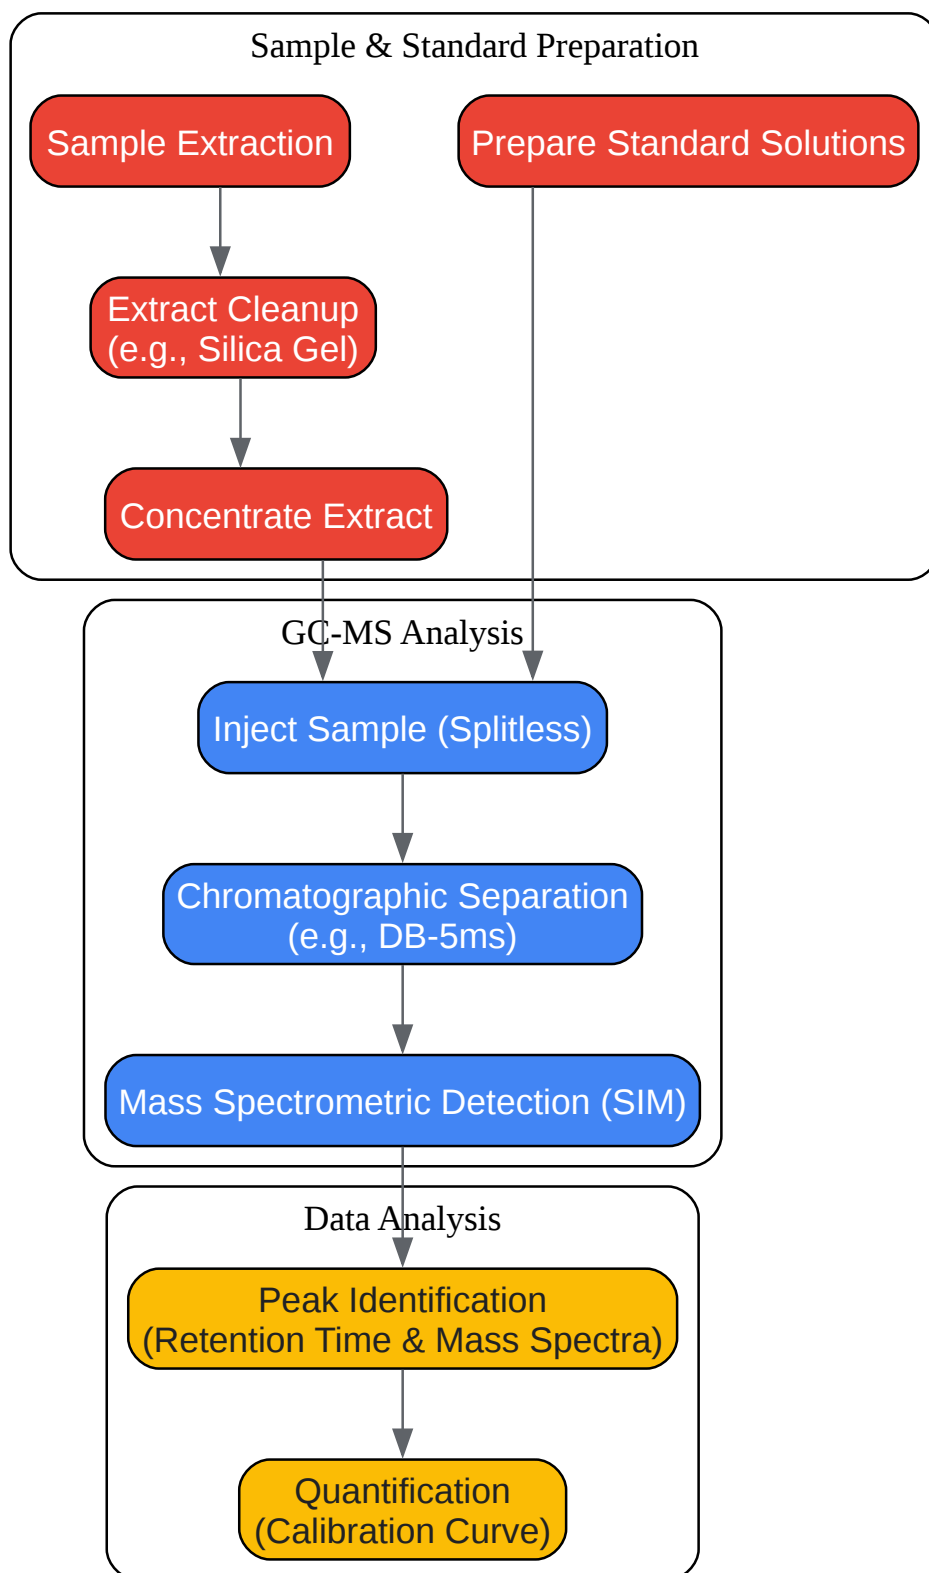 Sample & Standard Preparation
Sample Extraction
Prepare Standard Solutions
Extract Cleanup
(e.g., Silica Gel)
Concentrate Extract
GC-MS Analysis
Inject Sample (Splitless)
Chromatographic Separation
(e.g., DB-5ms)
Mass Spectrometric Detection (SIM)
Data Analysis
Peak Identification
(Retention Time & Mass Spectra)
Quantification
(Calibration Curve)